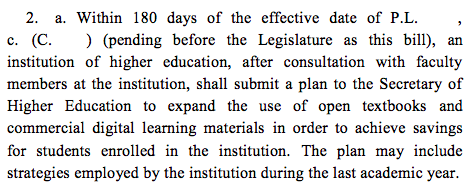 2. a. Within 180 days of the effective date of P.L. ,
c. (C. ) (pending before the Legislature as this bill), an
institution of higher education, after consultation with faculty
members at the institution, shall submit a plan to the Secretary of
Higher Education to expand the use of open textbooks and
commercial digital learning materials in order to achieve savings
for students enrolled in the institution. The plan may include
strategies employed by the institution during the last academic year.